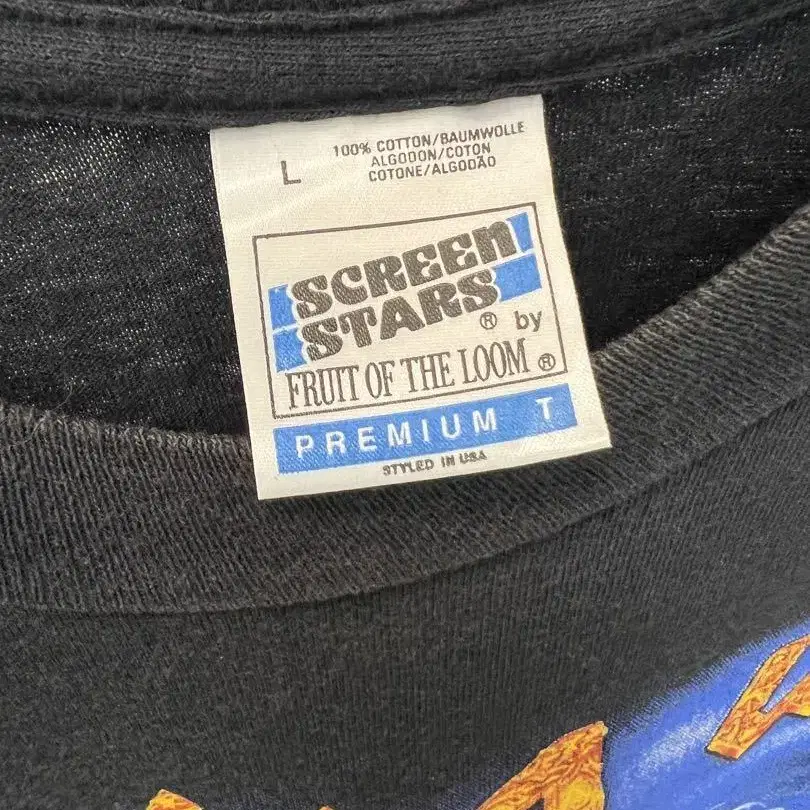 L
100% COTTON/BAUMWOLLE
ALGODON/COTON
COTONE/ALGODÃO
SCREEN
STARS® by
FRUIT OF THE LOOM®
PREMIUM T
STYLED IN USA